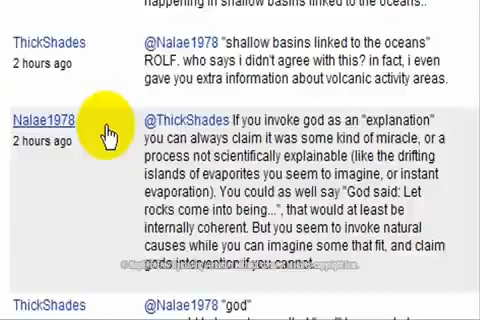 happening in shallow basins linked to the oceans..
ThickShades
2 hours ago
@Nalae1978 "shallow basins linked to the oceans"
ROLF. who says i didn't agree with this? in fact, i even
gave you extra information about volcanic activity areas.
Nalae1978
2 hours ago
@ThickShades If you invoke god as an "explanation"
you can always claim it was some kind of miracle, or a
process not scientifically explainable (like the drifting
islands of evaporites you seem to imagine, or instant
evaporation). You could as well say "God said: Let
rocks come into being...", that would at least be
internally coherent. But you seem to invoke natural
causes while you can imagine some that fit, and claim
gods intervention if you cannot.
ThickShades
@Nalae1978 "god"